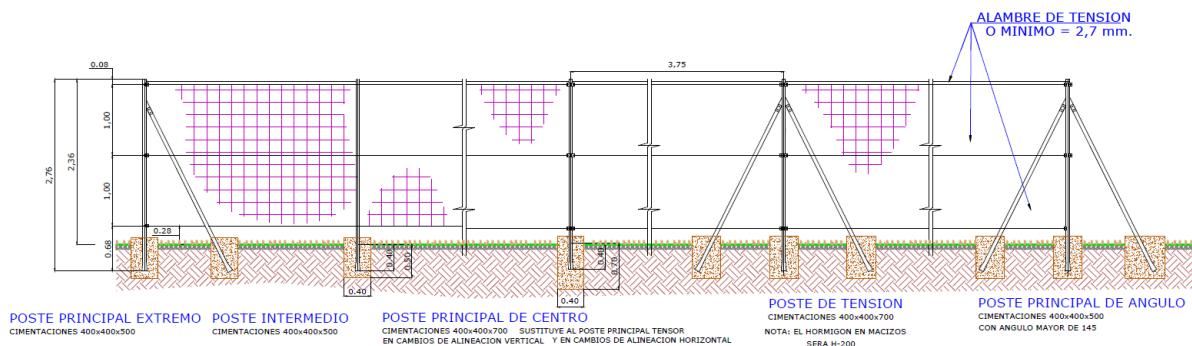 ALAMBRE DE TENSION
O MINIMO = 2,7 mm.
0.08
3,75
1,00
2,36
2,76
1,00
0.28
0.68
0.40
0.50
0.40
0.70
0.40
0.40
POSTE PRINCIPAL EXTREMO
CIMENTACIONES 400x400x500
POSTE INTERMEDIO
CIMENTACIONES 400x400x500
POSTE PRINCIPAL DE CENTRO
CIMENTACIONES 400x400x700 SUSTITUYE AL POSTE PRINCIPAL TENSOR
EN CAMBIOS DE ALINEACION VERTICAL Y EN CAMBIOS DE ALINEACION HORIZONTAL
POSTE DE TENSION
CIMENTACIONES 400x400x700
NOTA: EL HORMIGON EN MACIZOS
SERA H-200
POSTE PRINCIPAL DE ANGULO
CIMENTACIONES 400x400x500
CON ANGULO MAYOR DE 145